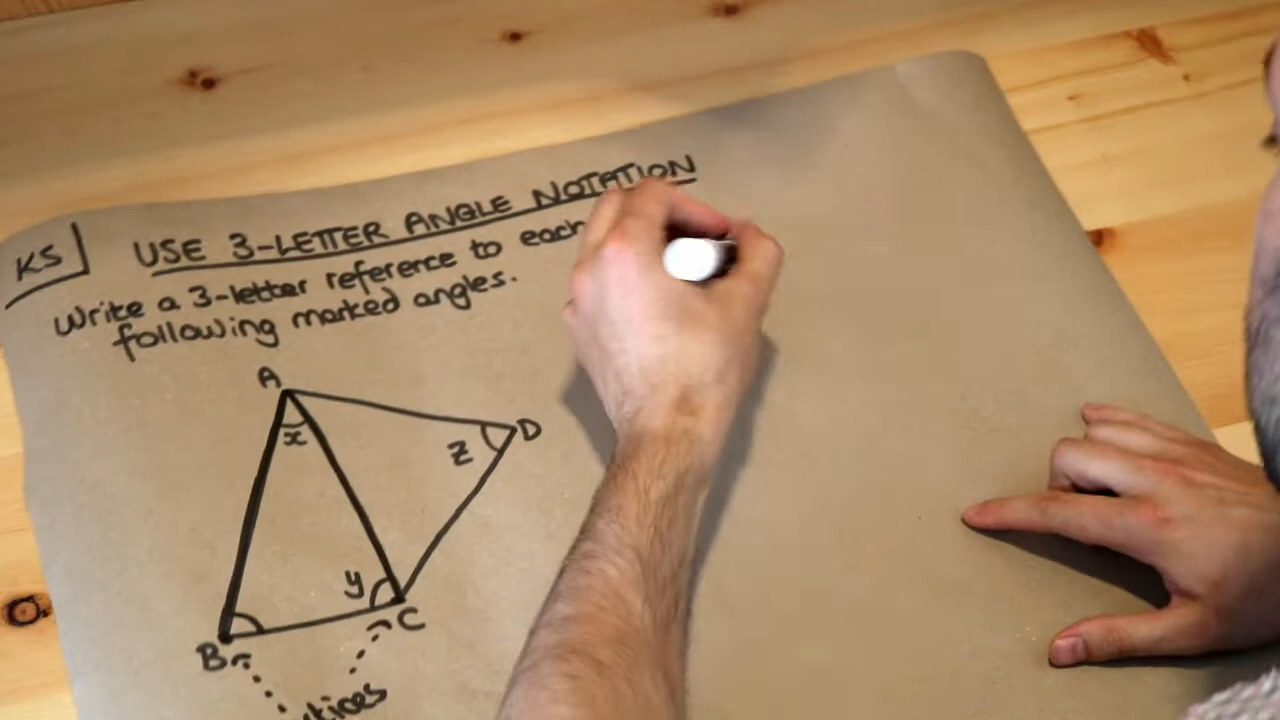 KS
USE 3-LETTER ANGLE NOTATION
Write a 3-letter reference to each
following marked angles.
A
x
D
z
y
C
B